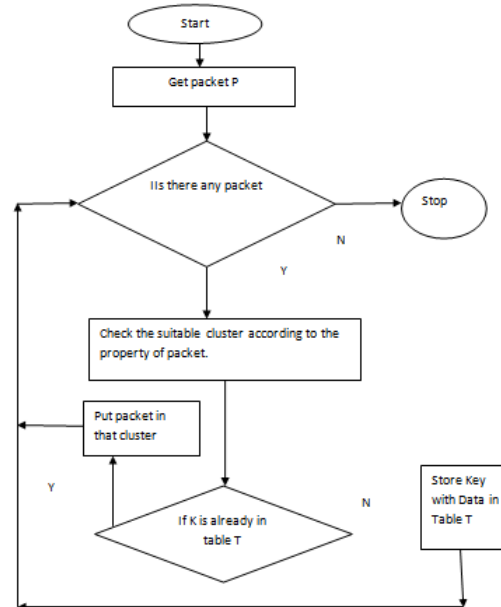 Start
Get packet P
IIs there any packet
Stop
N
Y
Check the suitable cluster according to the
property of packet.
Put packet in
that cluster
Store Key
with Data in
Table T
Y
N
If K is already in
table T